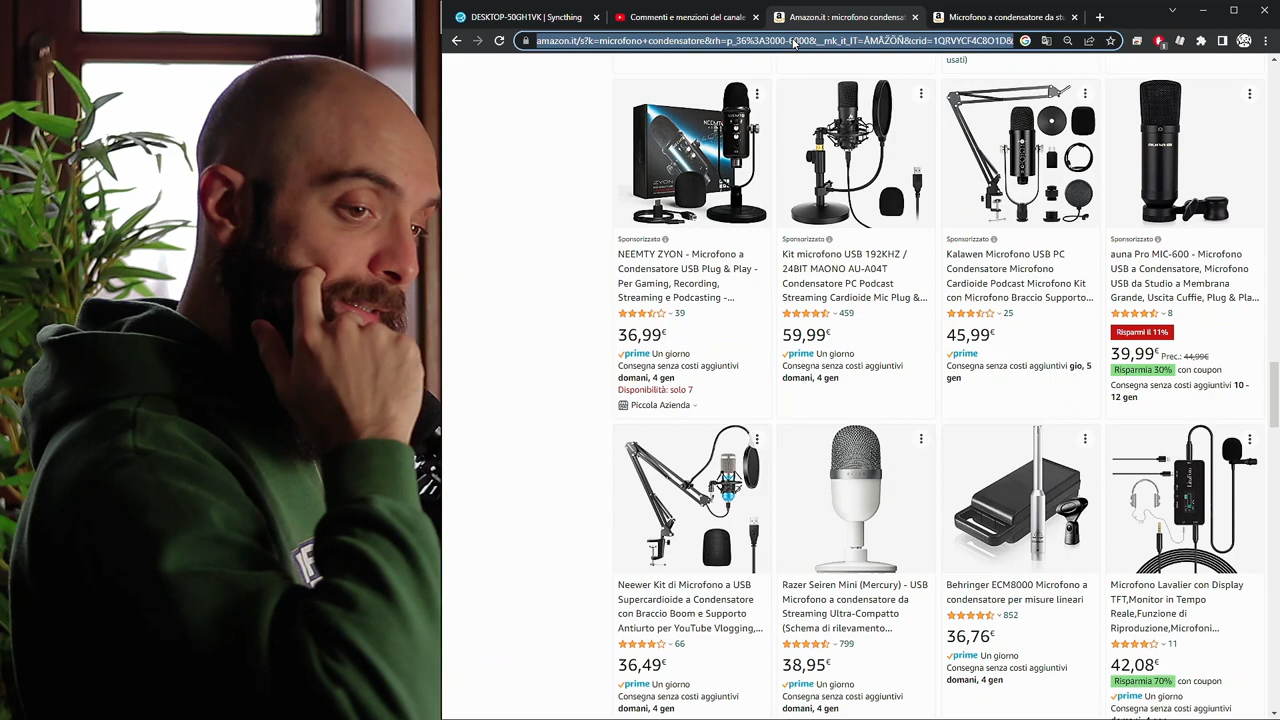 DESKTOP-50GH1VK | Syncthing
Commenti e menzioni del canale
Amazon.it : microfono condensat
Microfono a condensatore da st
amazon.it/s?k=microfono+condensatore&rh=p_36%3A3000-6000&__mk_it_IT=ÅMÅŽÕÑ&crid=1QRVYCF4C8O1D&
usati)
NEEMTY
ZYON
auna
Sponsorizzato
NEEMTY ZYON - Microfono a
Condensatore USB Plug & Play -
Per Gaming, Recording,
Streaming e Podcasting -...
39
36,99€
prime Un giorno
Consegna senza costi aggiuntivi
domani, 4 gen
Disponibilità: solo 7
Piccola Azienda
Sponsorizzato
Kit microfono USB 192KHZ /
24BIT MAONO AU-A04T
Condensatore PC Podcast
Streaming Cardioide Mic Plug &...
459
59,99€
prime Un giorno
Consegna senza costi aggiuntivi
domani, 4 gen
Sponsorizzato
Kalawen Microfono USB PC
Condensatore Microfono
Cardioide Podcast Microfono Kit
con Microfono Braccio Supporto...
25
45,99€
prime
Consegna senza costi aggiuntivi gio, 5
gen
Sponsorizzato
auna Pro MIC-600 - Microfono
USB a Condensatore, Microfono
USB da Studio a Membrana
Grande, Uscita Cuffie, Plug & Pla...
8
Risparmi il 11%
39,99€ Prec.: 44,99€
Risparmia 30% con coupon
Consegna senza costi aggiuntivi 10 -
12 gen
Neewer Kit di Microfono a USB
Supercardioide a Condensatore
con Braccio Boom e Supporto
Antiurto per YouTube Vlogging,...
66
36,49€
prime Un giorno
Consegna senza costi aggiuntivi
domani, 4 gen
Razer Seiren Mini (Mercury) - USB
Microfono a condensatore da
Streaming Ultra-Compatto
(Schema di rilevamento...
799
38,95€
prime Un giorno
Consegna senza costi aggiuntivi
domani, 4 gen
Behringer ECM8000 Microfono a
condensatore per misure lineari
852
36,76€
prime Un giorno
Consegna senza costi aggiuntivi
domani, 4 gen
Microfono Lavalier con Display
TFT,Monitor in Tempo
Reale,Funzione di
Riproduzione,Microfoni...
11
42,08€
Risparmia 70% con coupon
prime Un giorno
Consegna senza costi aggiuntivi